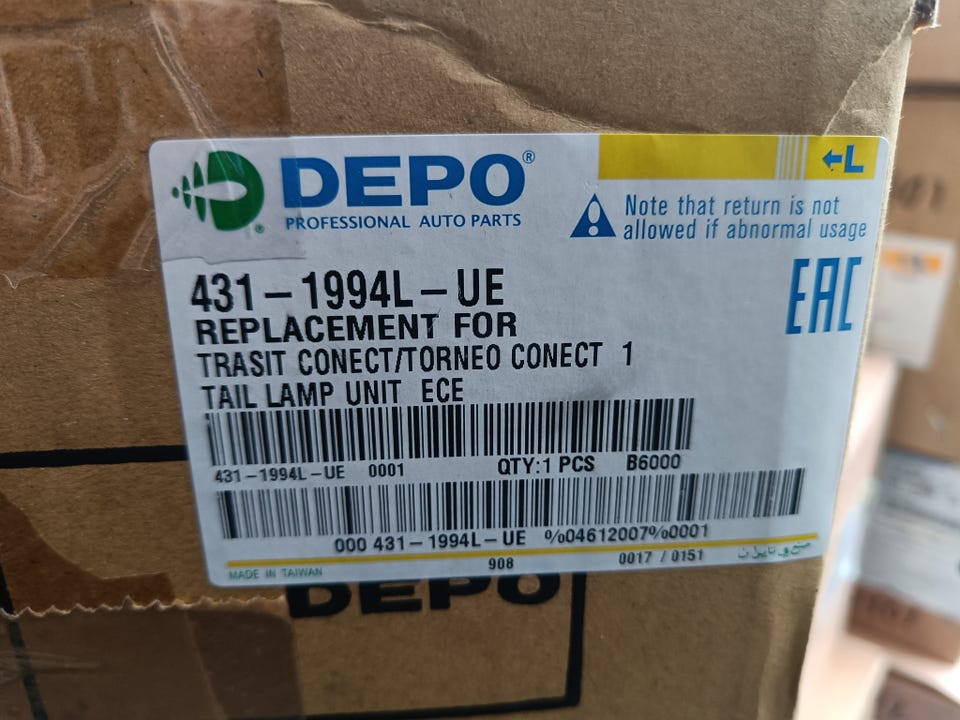 DEPO®
PROFESSIONAL AUTO PARTS
L
Note that return is not
allowed if abnormal usage
EAC
431-1994L-UE
REPLACEMENT FOR
TRASIT CONECT/TORNEO CONECT 1
TAIL LAMP UNIT ECE
431-1994L-UE 0001 QTY:1 PCS B6000
000 431-1994L-UE %04612007%0001
MADE IN TAIWAN 908 0017 / 0151
DEPO